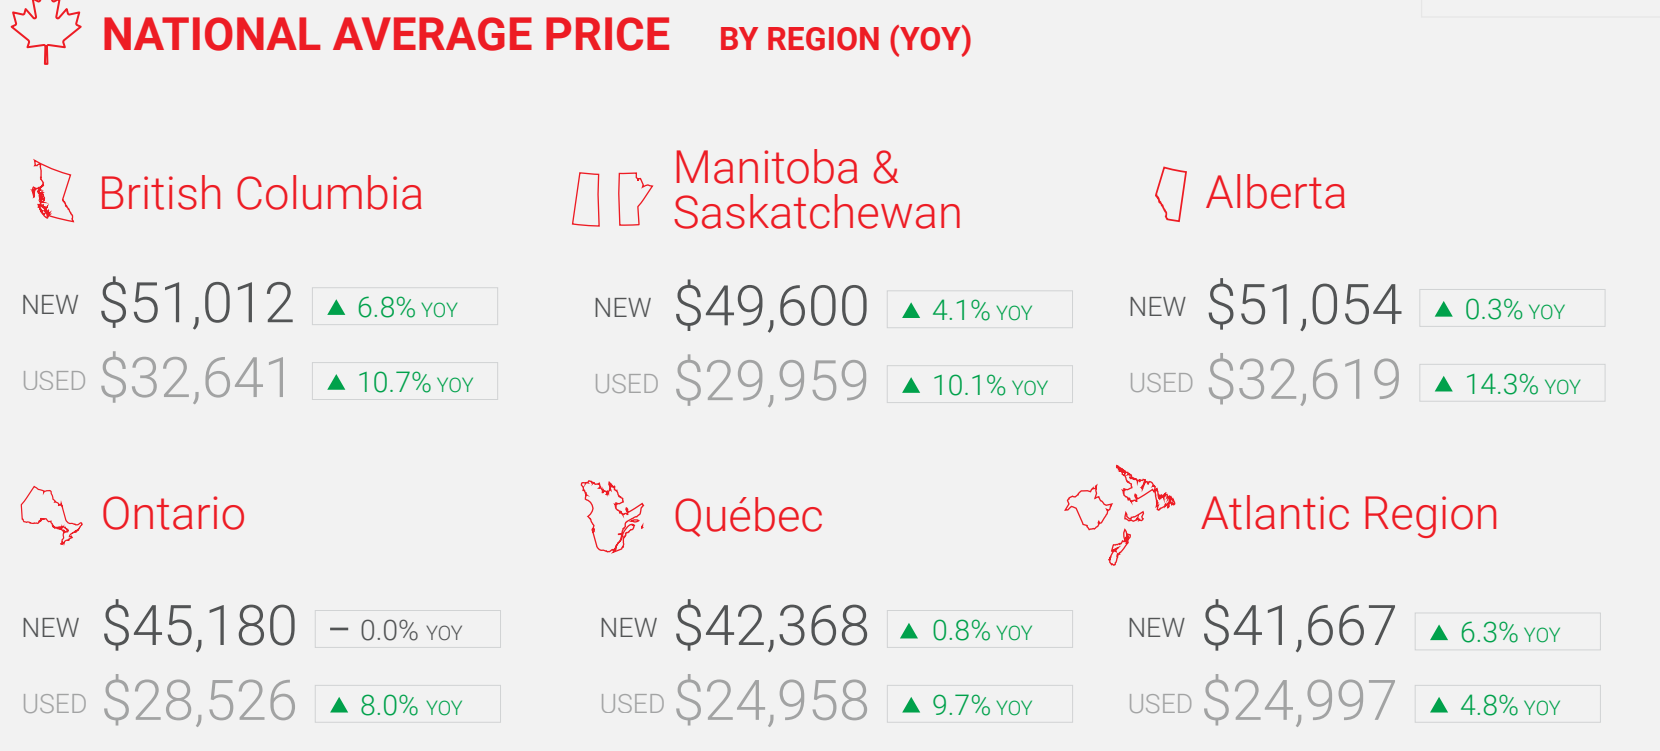 NATIONAL AVERAGE PRICE BY REGION (YOY)
British Columbia
NEW $51,012 ▲ 6.8% YOY
USED $32,641 ▲ 10.7% YOY
Manitoba &
Saskatchewan
NEW $49,600 ▲ 4.1% YOY
USED $29,959 ▲ 10.1% YOY
Alberta
NEW $51,054 ▲ 0.3% YOY
USED $32,619 ▲ 14.3% YOY
Ontario
NEW $45,180 – 0.0% YOY
USED $28,526 ▲ 8.0% YOY
Québec
NEW $42,368 ▲ 0.8% YOY
USED $24,958 ▲ 9.7% YOY
Atlantic Region
NEW $41,667 ▲ 6.3% YOY
USED $24,997 ▲ 4.8% YOY